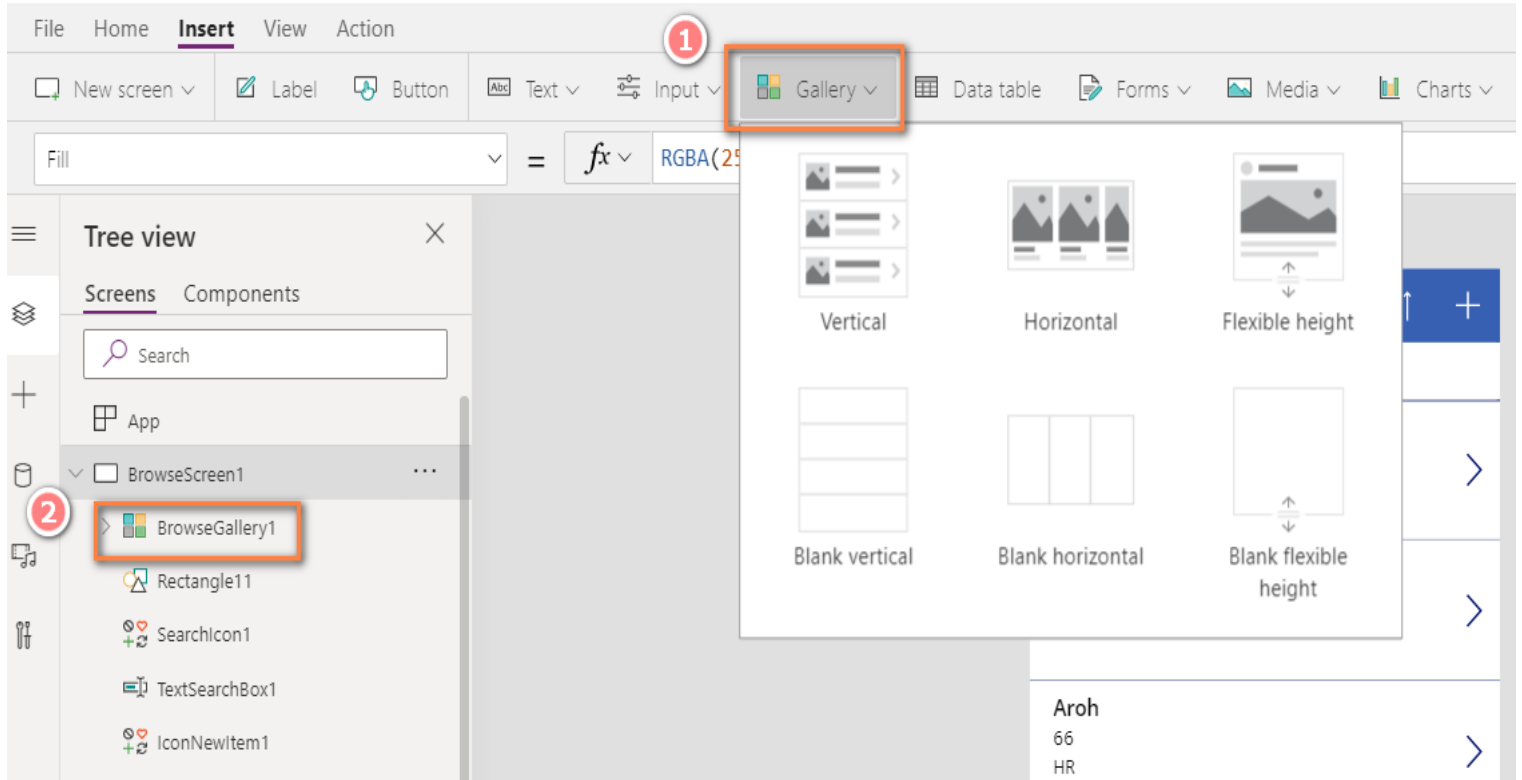 File Home Insert View Action
1
New screen Label Button Abc Text Input Gallery Data table Forms Media Charts
Fill = fx RGBA(25
Tree view
Screens Components
Search
App
BrowseScreen1 ...
2
BrowseGallery1
Rectangle11
SearchIcon1
TextSearchBox1
IconNewItem1
Vertical Horizontal Flexible height
Blank vertical Blank horizontal Blank flexible
height
Aroh
66
HR